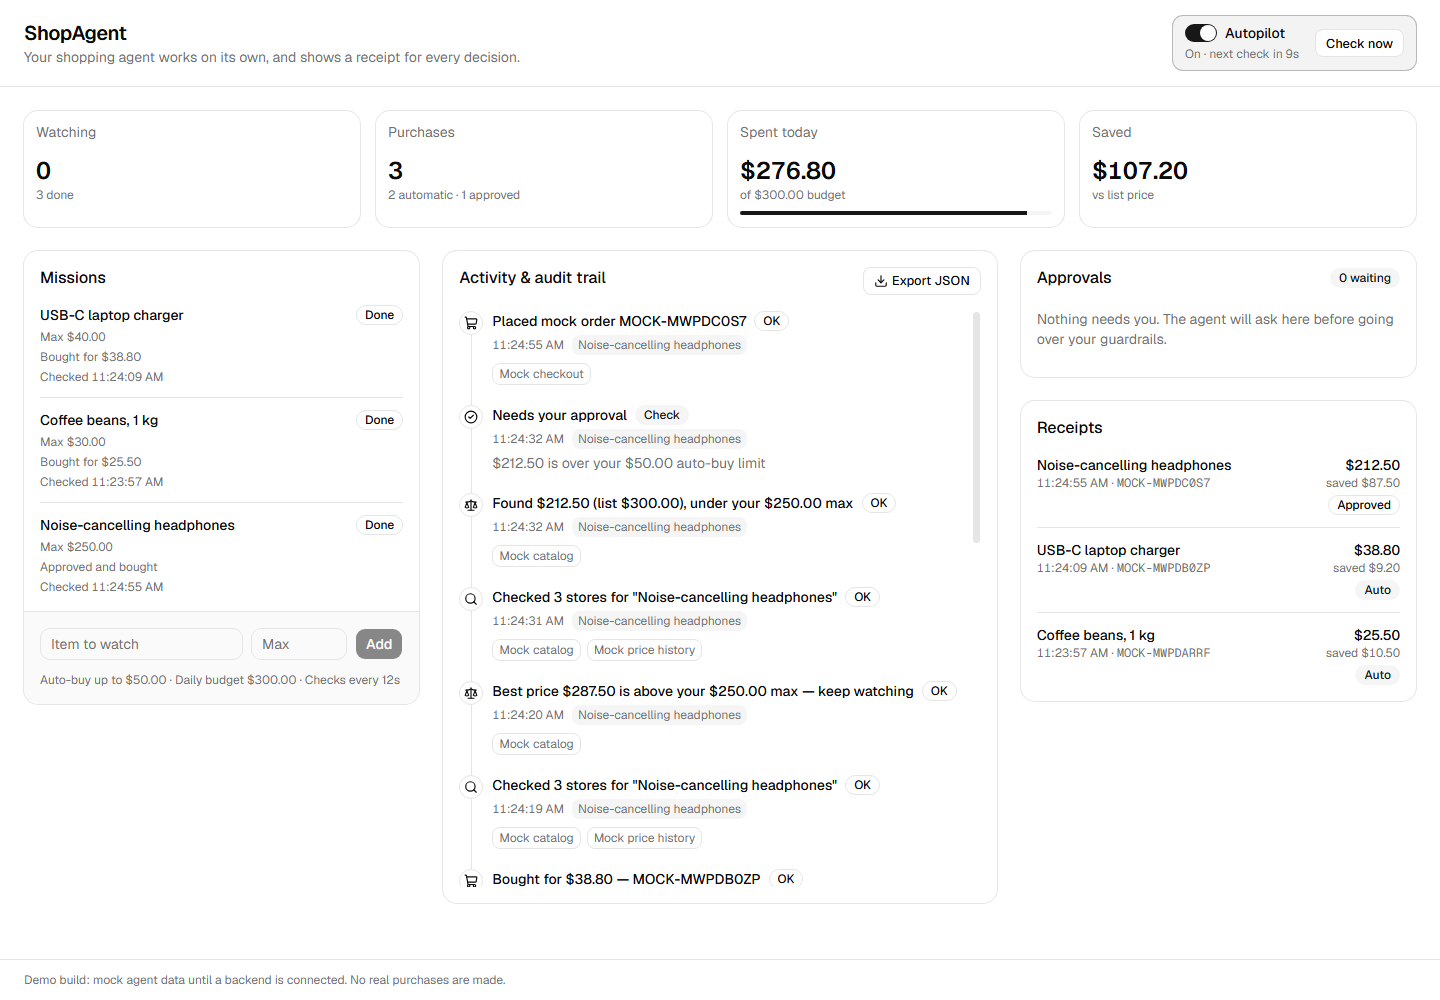 ShopAgent
Your shopping agent works on its own, and shows a receipt for every decision.
Autopilot
On · next check in 9s
Check now
Watching
0
3 done
Purchases
3
2 automatic · 1 approved
Spent today
$276.80
of $300.00 budget
Saved
$107.20
vs list price
Missions
USB-C laptop charger
Done
Max $40.00
Bought for $38.80
Checked 11:24:09 AM
Coffee beans, 1 kg
Done
Max $30.00
Bought for $25.50
Checked 11:23:57 AM
Noise-cancelling headphones
Done
Max $250.00
Approved and bought
Checked 11:24:55 AM
Item to watch
Max
Add
Auto-buy up to $50.00 · Daily budget $300.00 · Checks every 12s
Activity & audit trail
Export JSON
Placed mock order MOCK-MWPDC0S7 OK
11:24:55 AM Noise-cancelling headphones
Mock checkout
Needs your approval Check
11:24:32 AM Noise-cancelling headphones
$212.50 is over your $50.00 auto-buy limit
Found $212.50 (list $300.00), under your $250.00 max OK
11:24:32 AM Noise-cancelling headphones
Mock catalog
Checked 3 stores for "Noise-cancelling headphones" OK
11:24:31 AM Noise-cancelling headphones
Mock catalog Mock price history
Best price $287.50 is above your $250.00 max — keep watching OK
11:24:20 AM Noise-cancelling headphones
Mock catalog
Checked 3 stores for "Noise-cancelling headphones" OK
11:24:19 AM Noise-cancelling headphones
Mock catalog Mock price history
Bought for $38.80 — MOCK-MWPDB0ZP OK
Approvals
0 waiting
Nothing needs you. The agent will ask here before going
over your guardrails.
Receipts
Noise-cancelling headphones $212.50
11:24:55 AM · MOCK-MWPDC0S7 saved $87.50
Approved
USB-C laptop charger $38.80
11:24:09 AM · MOCK-MWPDB0ZP saved $9.20
Auto
Coffee beans, 1 kg $25.50
11:23:57 AM · MOCK-MWPDARRF saved $10.50
Auto
Demo build: mock agent data until a backend is connected. No real purchases are made.